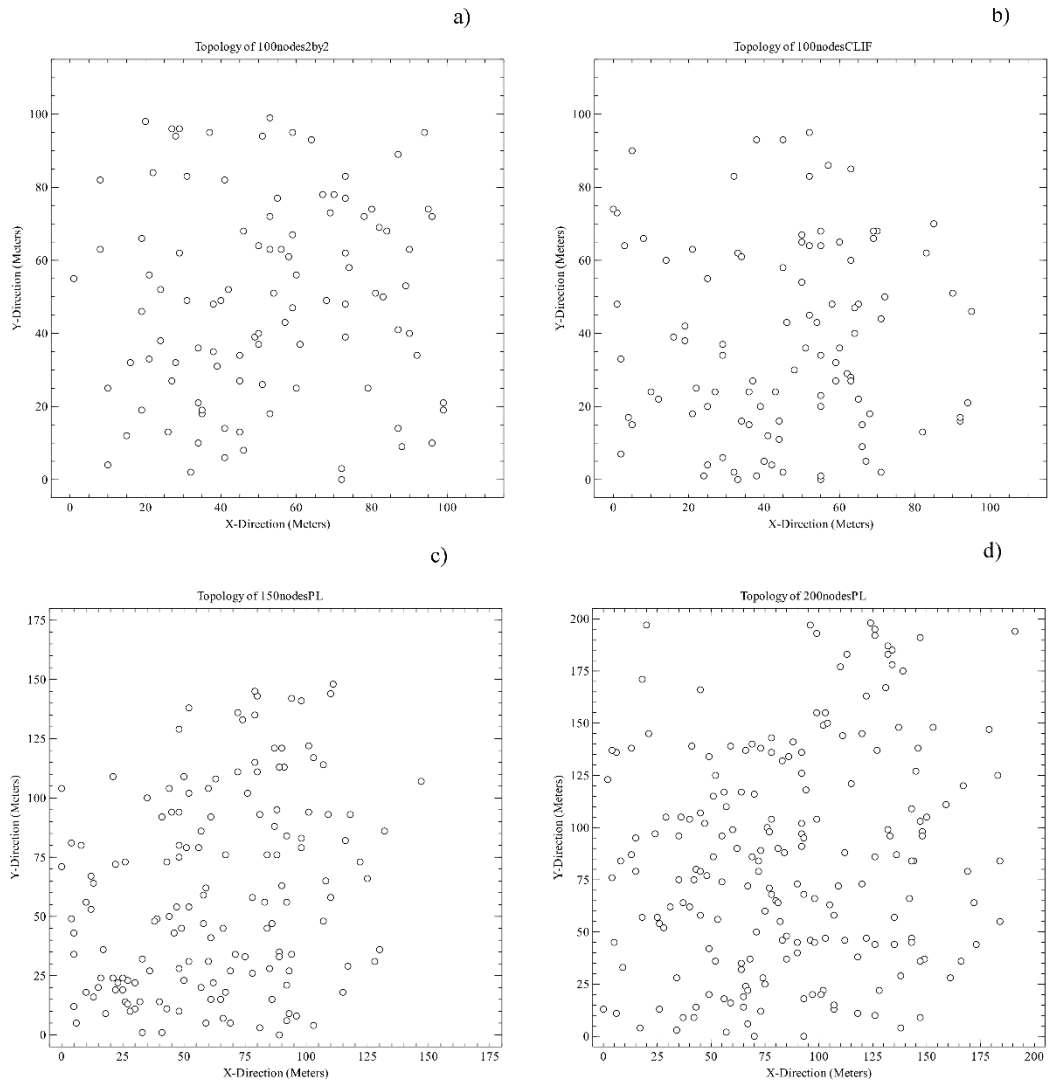 a)
Topology of 100nodes2by2
100
80
60
40
20
0
Y-Direction (Meters)
0 20 40 60 80 100
X-Direction (Meters)
b)
Topology of 100nodesCLIF
100
80
60
40
20
0
Y-Direction (Meters)
0 20 40 60 80 100
X-Direction (Meters)
c)
Topology of 150nodesPL
175
150
125
100
75
50
25
0
Y-Direction (Meters)
0 25 50 75 100 125 150 175
X-Direction (Meters)
d)
Topology of 200nodesPL
200
175
150
125
100
75
50
25
0
Y-Direction (Meters)
0 25 50 75 100 125 150 175 200
X-Direction (Meters)